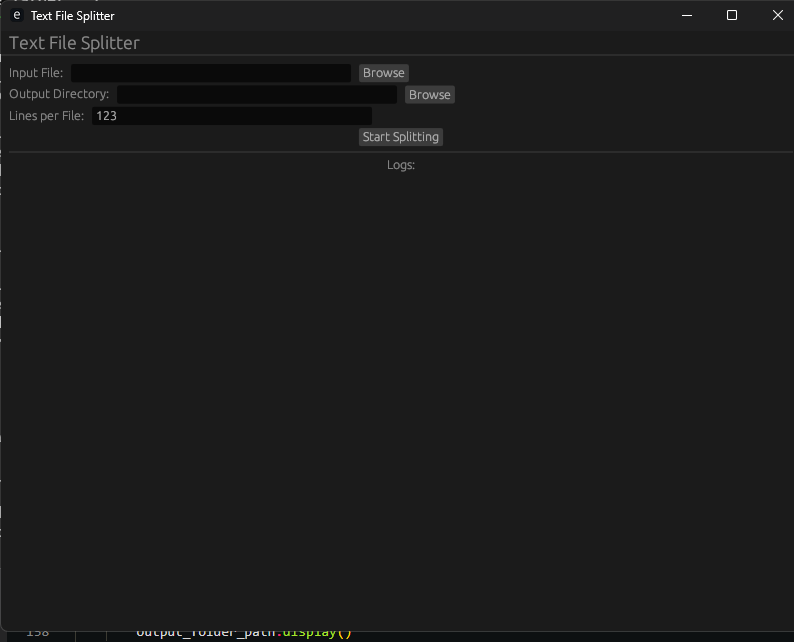 e Text File Splitter
Text File Splitter
Input File: Browse
Output Directory: Browse
Lines per File: 123
Start Splitting
Logs:
158 output_folder_path.display()